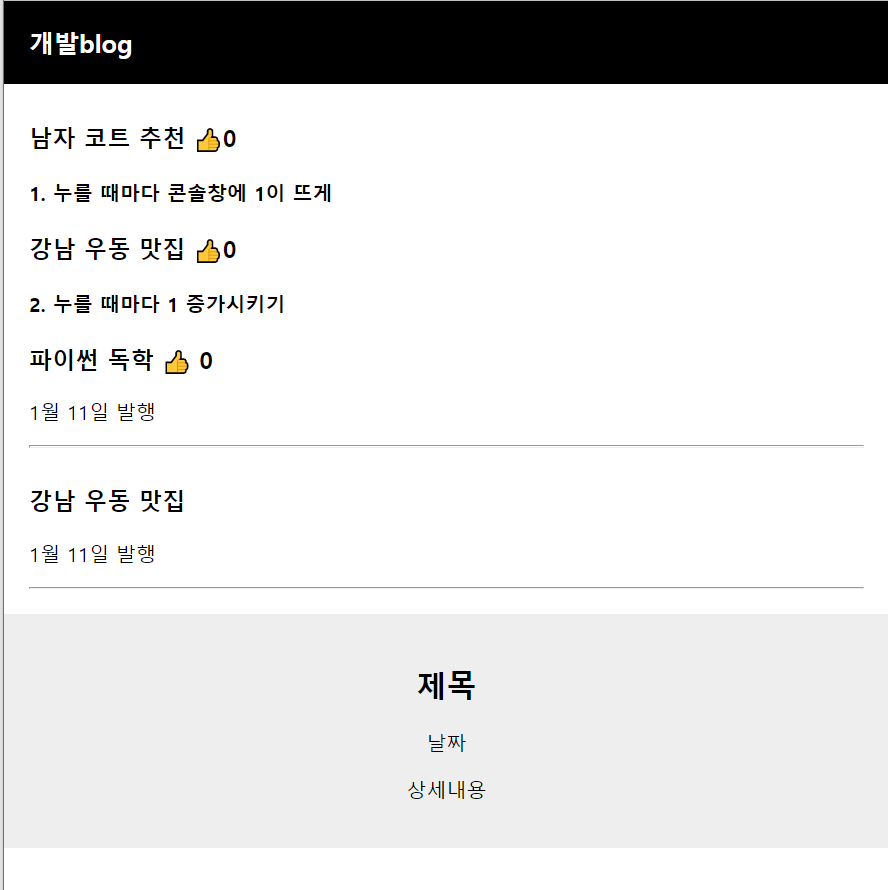 개발blog
남자 코트 추천 👍0
1. 누를 때마다 콘솔창에 1이 뜨게
강남 우동 맛집 👍0
2. 누를 때마다 1 증가시키기
파이썬 독학 👍 0
1월 11일 발행
강남 우동 맛집
1월 11일 발행
제목
날짜
상세내용